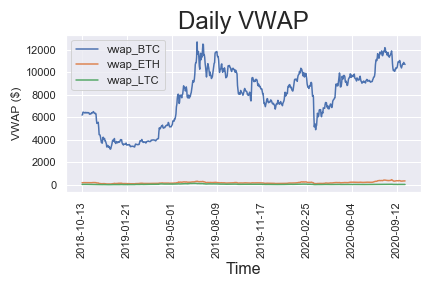 Daily VWAP
vwap_BTC
vwap_ETH
vwap_LTC
VWAP ($)
12000
10000
8000
6000
4000
2000
0
2018-10-13
2019-01-21
2019-05-01
2019-08-09
2019-11-17
2020-02-25
2020-06-04
2020-09-12
Time